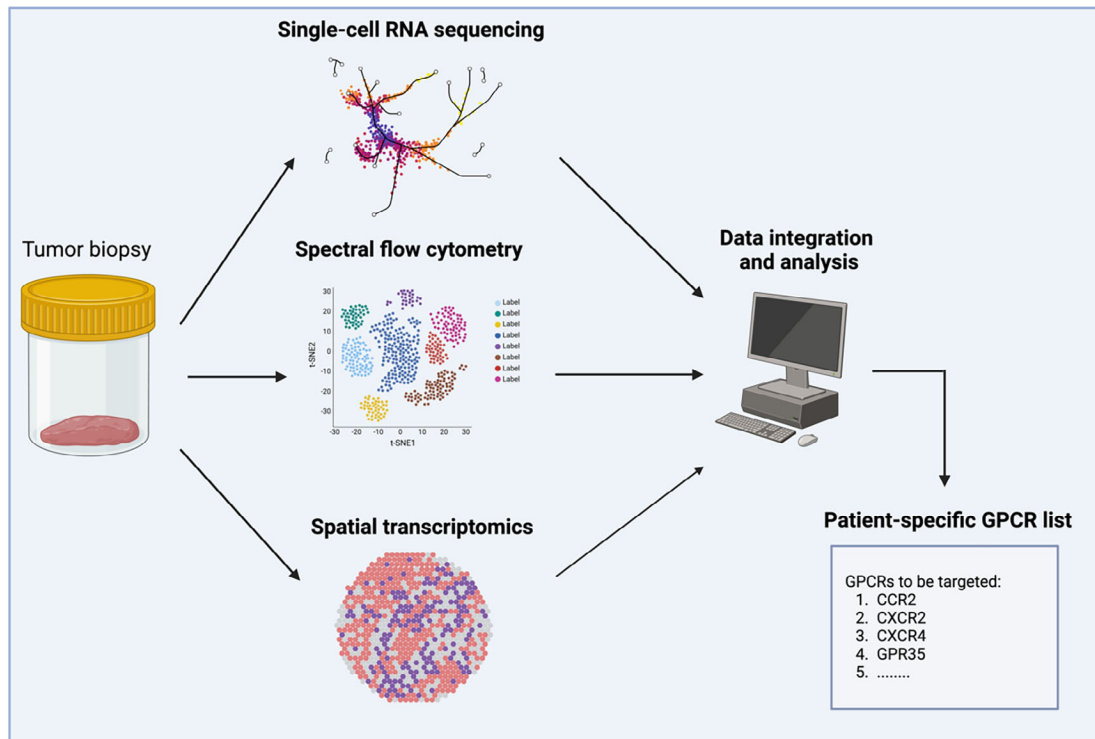 Single-cell RNA sequencing
Tumor biopsy
Spectral flow cytometry
30
20
10
0
-10
-20
-30
t-SNE2
-30
-20
-10
0
10
20
30
t-SNE1
Label
Label
Label
Label
Label
Label
Label
Label
Data integration
and analysis
Spatial transcriptomics
Patient-specific GPCR list
GPCRs to be targeted:
1. CCR2
2. CXCR2
3. CXCR4
4. GPR35
5. ........